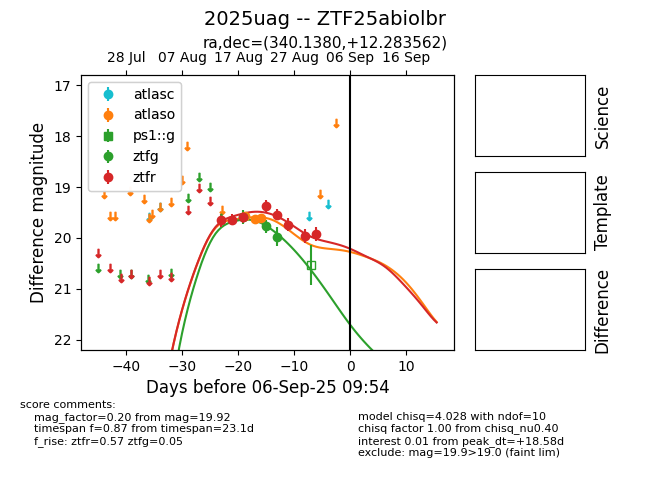 2025uag -- ZTF25abiolbr
ra,dec=(340.1380,+12.283562)
28 Jul 07 Aug 17 Aug 27 Aug 06 Sep 16 Sep
17
18
19
20
21
22
Difference magnitude
atlasc
atlaso
ps1::g
ztfg
ztfr
−40 −30 −20 −10 0 10
Days before 06-Sep-25 09:54
Science
Template
Difference
score comments:
mag_factor=0.20 from mag=19.92
timespan f=0.87 from timespan=23.1d
f_rise: ztfr=0.57 ztfg=0.05
model chisq=4.028 with ndof=10
chisq factor 1.00 from chisq_nu0.40
interest 0.01 from peak_dt=+18.58d
exclude: mag=19.9>19.0 (faint lim)